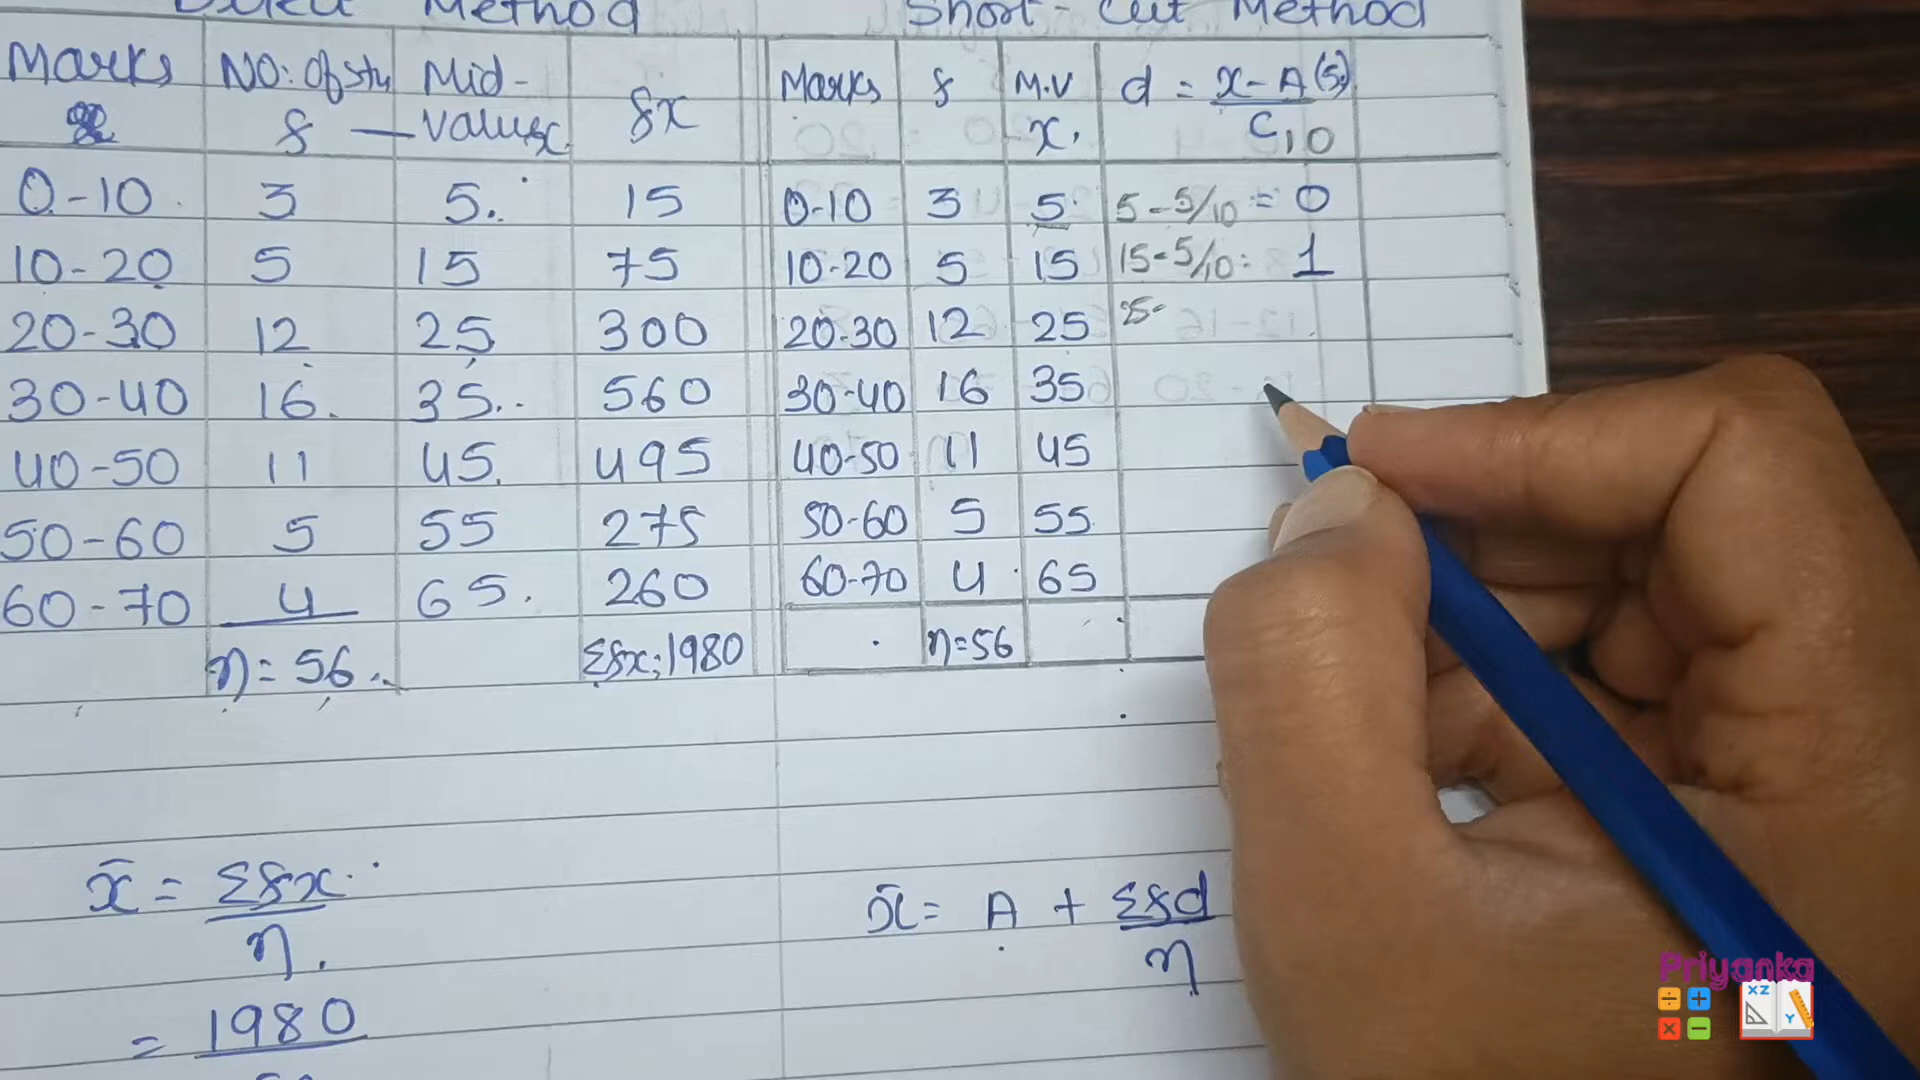 Direct Method Short-Cut Method
Marks No: Of stu Mid- fx Marks f M.V d = x - A (5)
f — value x x. C, 10
0-10 3 5. 15 0-10 3 5 5-5/10 = 0
10-20 5 15 75 10-20 5 15 15-5/10 = 1
20-30 12 25 300 20-30 12 25 25-
30-40 16. 35.. 560 30-40 16 35
40-50 11 45. 495 40-50 11 45
50-60 5 55 275 50-60 5 55
60-70 4 65. 260 60-70 4 65
η = 56 Σfx = 1980 η = 56
x̄ = Σfx x̄ = A + Σfd
η. η
= 1980
Priyanka
XZ
Y